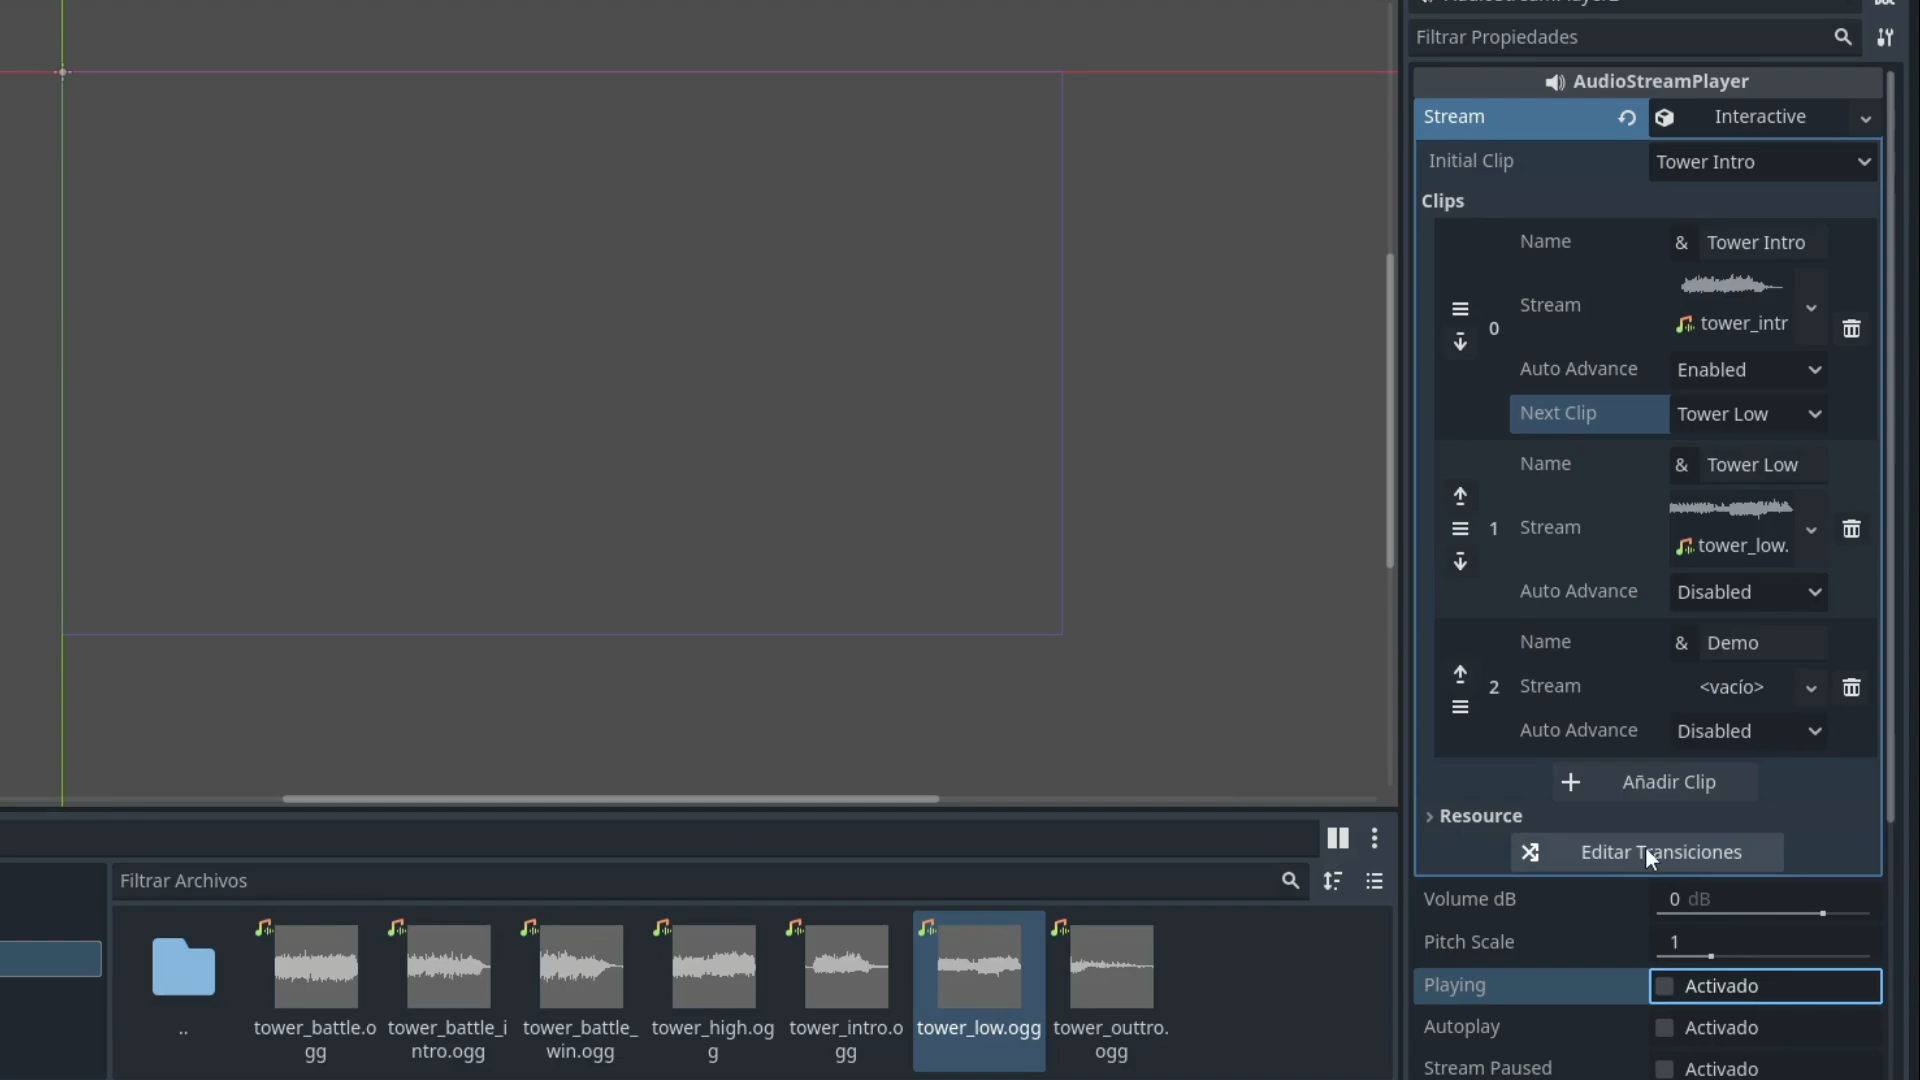 Filtrar Propiedades
AudioStreamPlayer
Stream
Interactive
Initial Clip
Tower Intro
Clips
Name
& Tower Intro
0
Stream
tower_intr
Auto Advance
Enabled
Next Clip
Tower Low
Name
& Tower Low
1
Stream
tower_low.
Auto Advance
Disabled
Name
& Demo
2
Stream
<vacío>
Auto Advance
Disabled
Añadir Clip
Resource
Editar Transiciones
Volume dB
0 dB
Pitch Scale
1
Playing
Activado
Autoplay
Activado
Stream Paused
Activado
Filtrar Archivos
..
tower_battle.o
gg
tower_battle_i
ntro.ogg
tower_battle_
win.ogg
tower_high.og
g
tower_intro.o
gg
tower_low.ogg
tower_outtro.
ogg